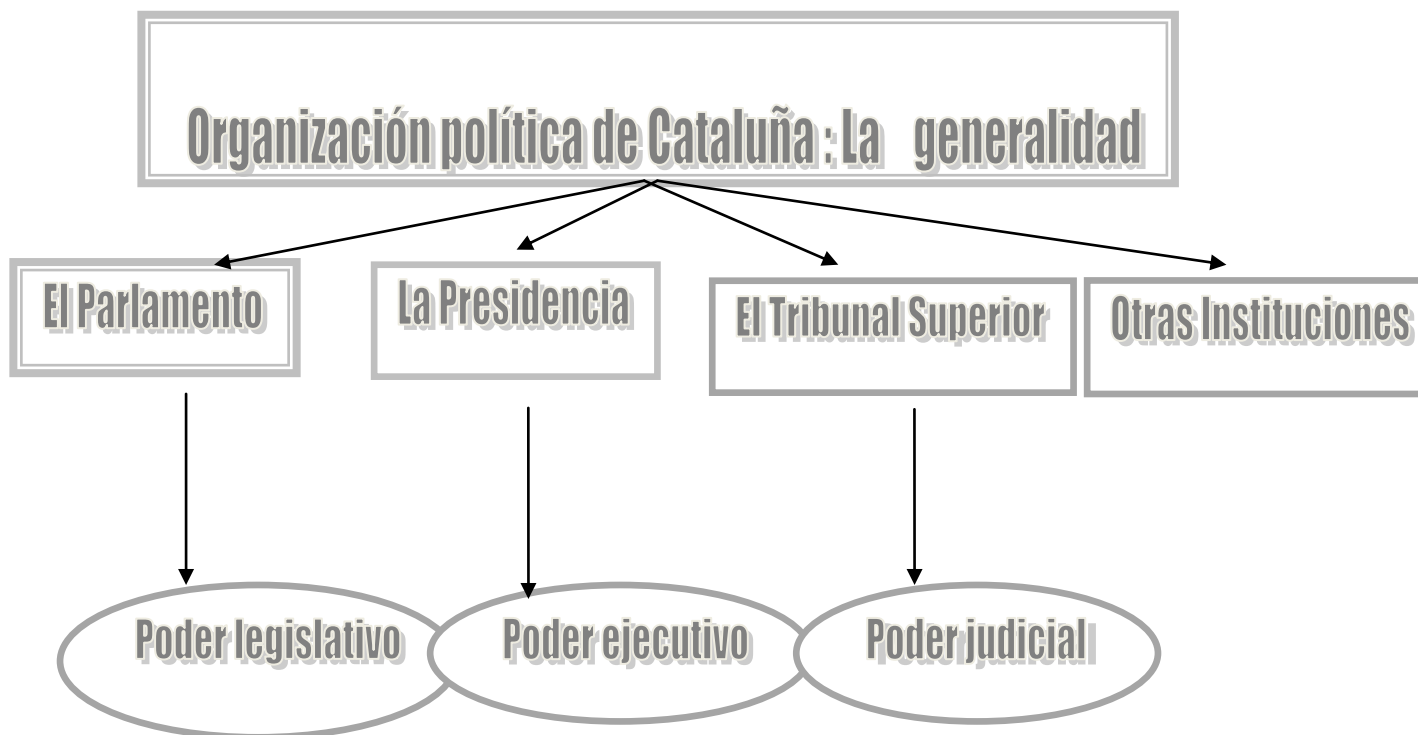 Organización política de Cataluña : La generalidad
El Parlamento
La Presidencia
El Tribunal Superior
Otras Instituciones
Poder legislativo
Poder ejecutivo
Poder judicial